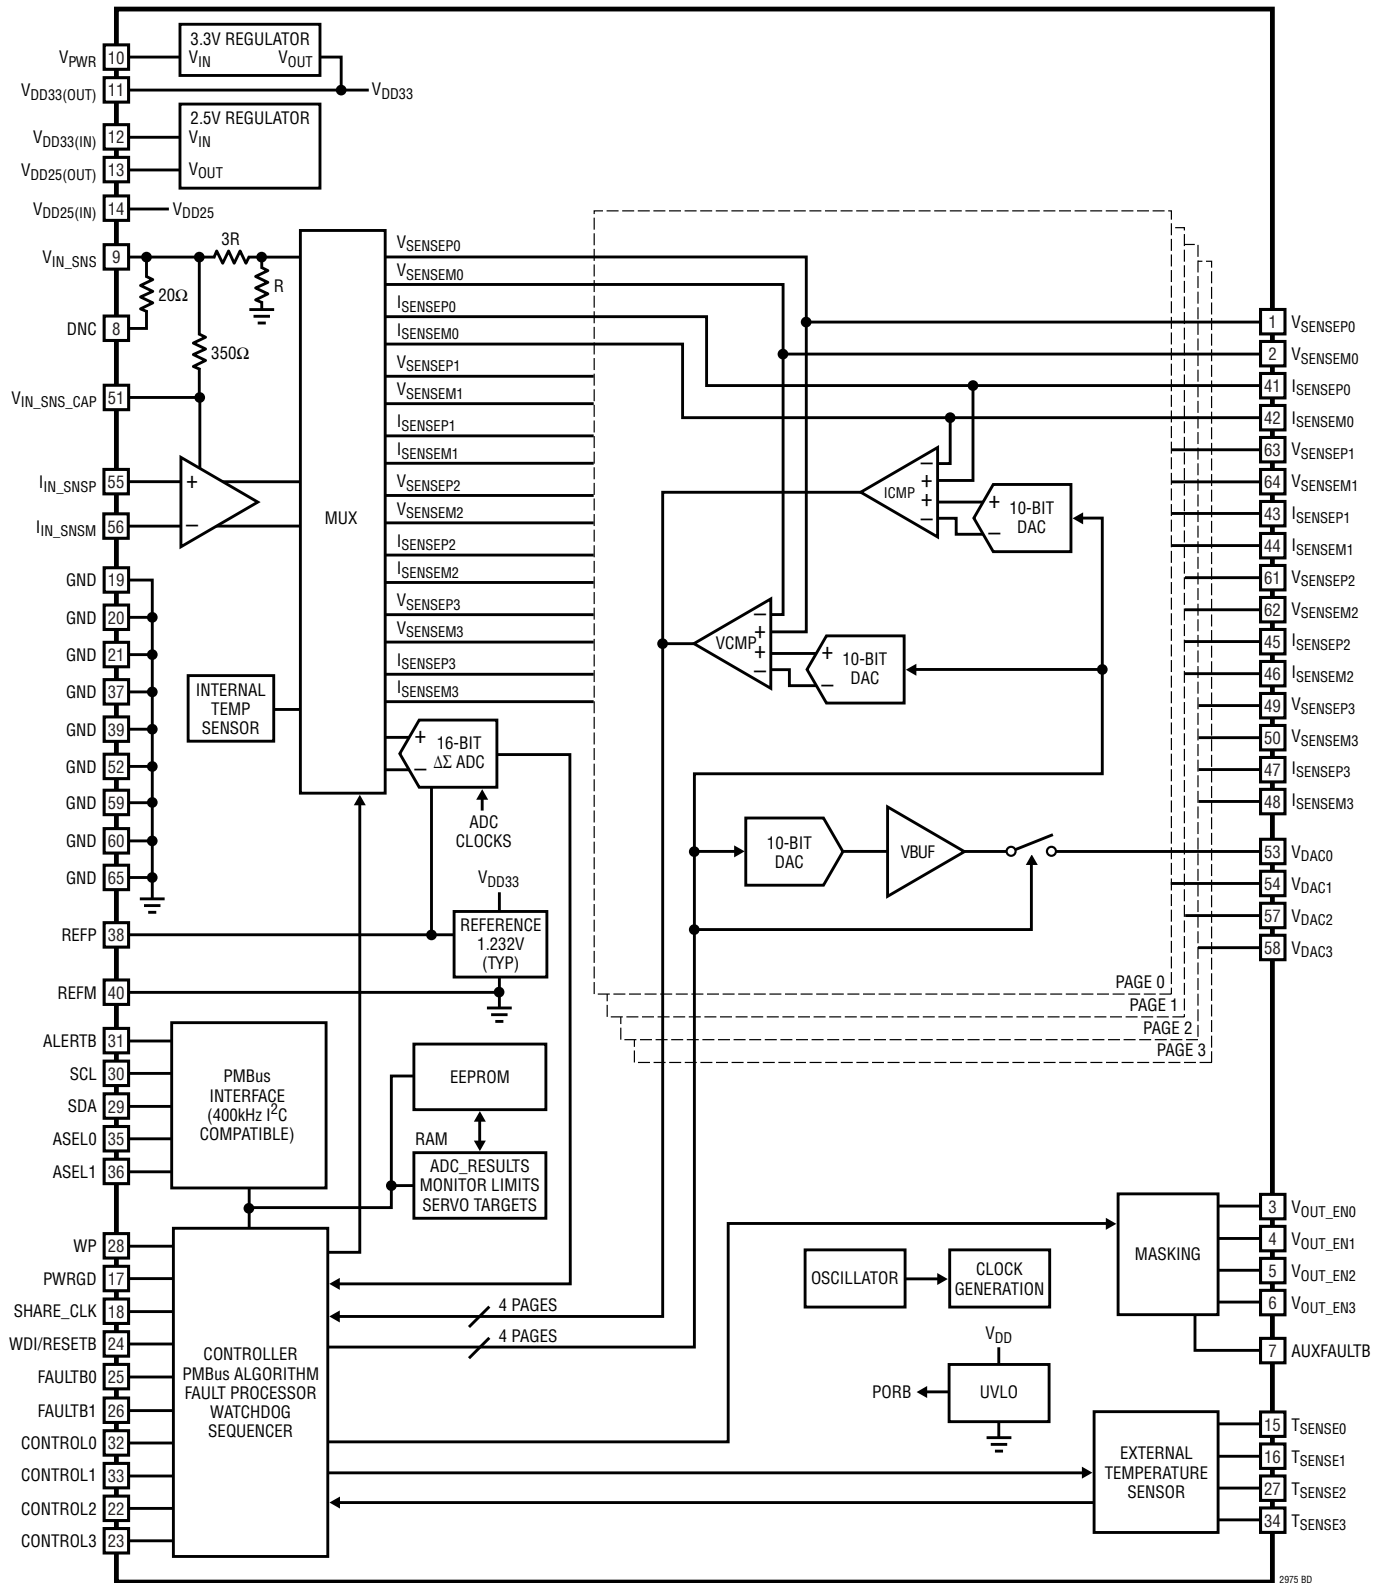 3.3V REGULATOR
VIN VOUT
VPWR 10
VDD33(OUT) 11
VDD33
2.5V REGULATOR
VIN
VOUT
VDD33(IN) 12
VDD25(OUT) 13
VDD25(IN) 14
VDD25
VIN_SNS 9
3R
R
20Ω
DNC 8
350Ω
VIN_SNS_CAP 51
IIN_SNSP 55
+
IIN_SNSM 56
–
GND 19
GND 20
GND 21
GND 37
GND 39
GND 52
GND 59
GND 60
GND 65
INTERNAL
TEMP
SENSOR
MUX
VSENSEP0
VSENSEM0
ISENSEP0
ISENSEM0
VSENSEP1
VSENSEM1
ISENSEP1
ISENSEM1
VSENSEP2
VSENSEM2
ISENSEP2
ISENSEM2
VSENSEP3
VSENSEM3
ISENSEP3
ISENSEM3
+
–
16-BIT
ΔΣ ADC
ADC
CLOCKS
VDD33
REFERENCE
1.232V
(TYP)
REFP 38
REFM 40
–
+
+
–
ICMP
+
–
10-BIT
DAC
–
+
+
–
VCMP
+
–
10-BIT
DAC
10-BIT
DAC
VBUF
PAGE 0
PAGE 1
PAGE 2
PAGE 3
1 VSENSEP0
2 VSENSEM0
41 ISENSEP0
42 ISENSEM0
63 VSENSEP1
64 VSENSEM1
43 ISENSEP1
44 ISENSEM1
61 VSENSEP2
62 VSENSEM2
45 ISENSEP2
46 ISENSEM2
49 VSENSEP3
50 VSENSEM3
47 ISENSEP3
48 ISENSEM3
53 VDAC0
54 VDAC1
57 VDAC2
58 VDAC3
ALERTB 31
SCL 30
SDA 29
ASEL0 35
ASEL1 36
PMBus
INTERFACE
(400kHz I2C
COMPATIBLE)
EEPROM
RAM
ADC_RESULTS
MONITOR LIMITS
SERVO TARGETS
WP 28
PWRGD 17
SHARE_CLK 18
WDI/RESETB 24
FAULTB0 25
FAULTB1 26
CONTROL0 32
CONTROL1 33
CONTROL2 22
CONTROL3 23
CONTROLLER
PMBus ALGORITHM
FAULT PROCESSOR
WATCHDOG
SEQUENCER
4 PAGES
4 PAGES
OSCILLATOR
CLOCK
GENERATION
VDD
PORB
UVLO
MASKING
3 VOUT_EN0
4 VOUT_EN1
5 VOUT_EN2
6 VOUT_EN3
7 AUXFAULTB
EXTERNAL
TEMPERATURE
SENSOR
15 TSENSE0
16 TSENSE1
27 TSENSE2
34 TSENSE3
2975 BD